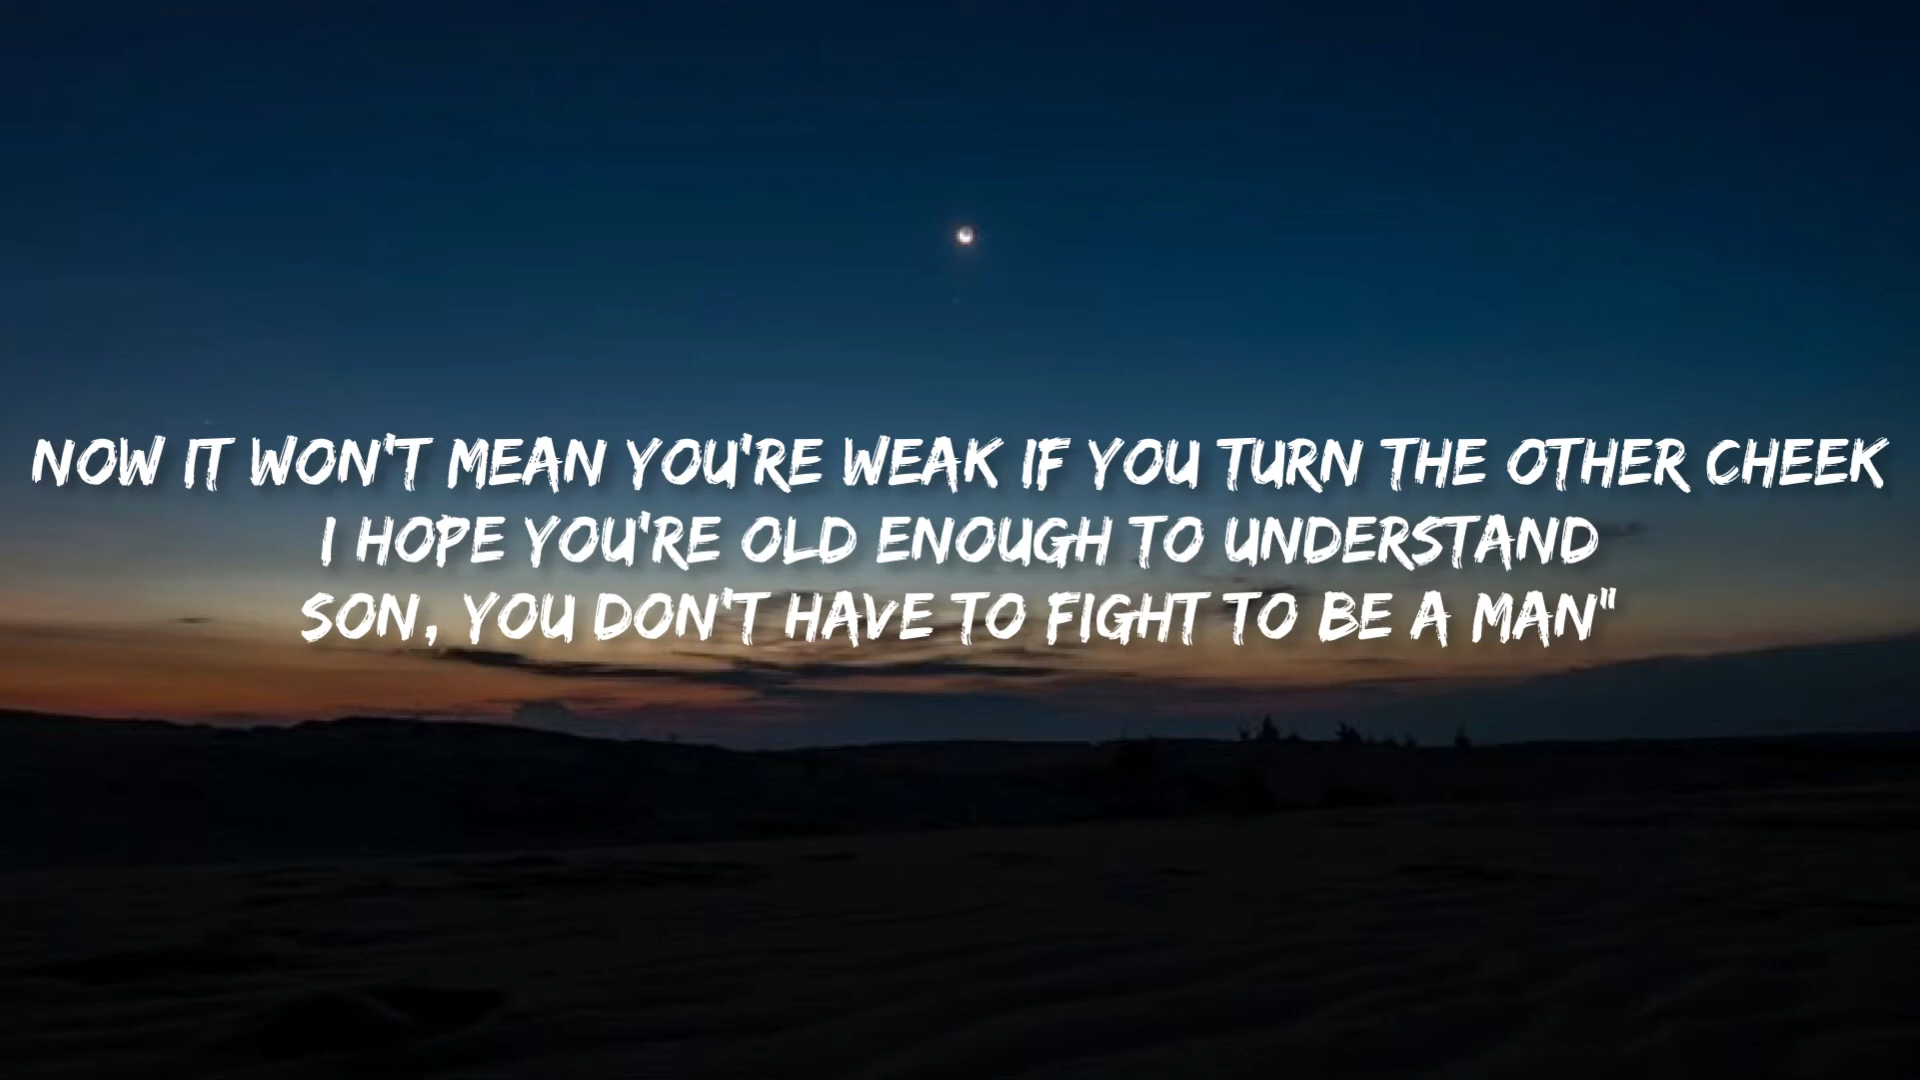 NOW IT WON'T MEAN YOU'RE WEAK IF YOU TURN THE OTHER CHEEK
I HOPE YOU'RE OLD ENOUGH TO UNDERSTAND
SON, YOU DON'T HAVE TO FIGHT TO BE A MAN"